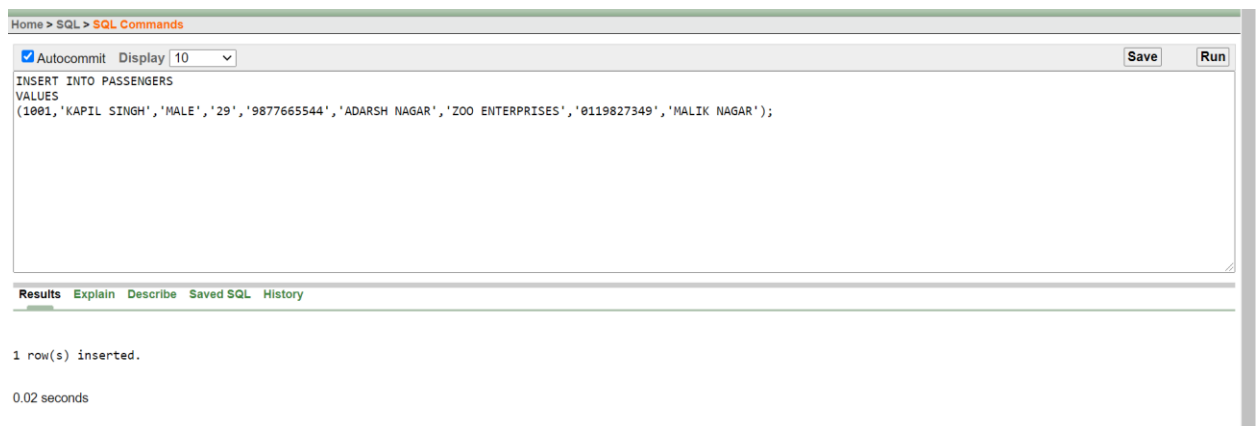 Home > SQL > SQL Commands
Autocommit Display 10 Save Run
INSERT INTO PASSENGERS
VALUES
(1001,'KAPIL SINGH','MALE','29','9877665544','ADARSH NAGAR','ZOO ENTERPRISES','0119827349','MALIK NAGAR');
Results Explain Describe Saved SQL History
1 row(s) inserted.
0.02 seconds